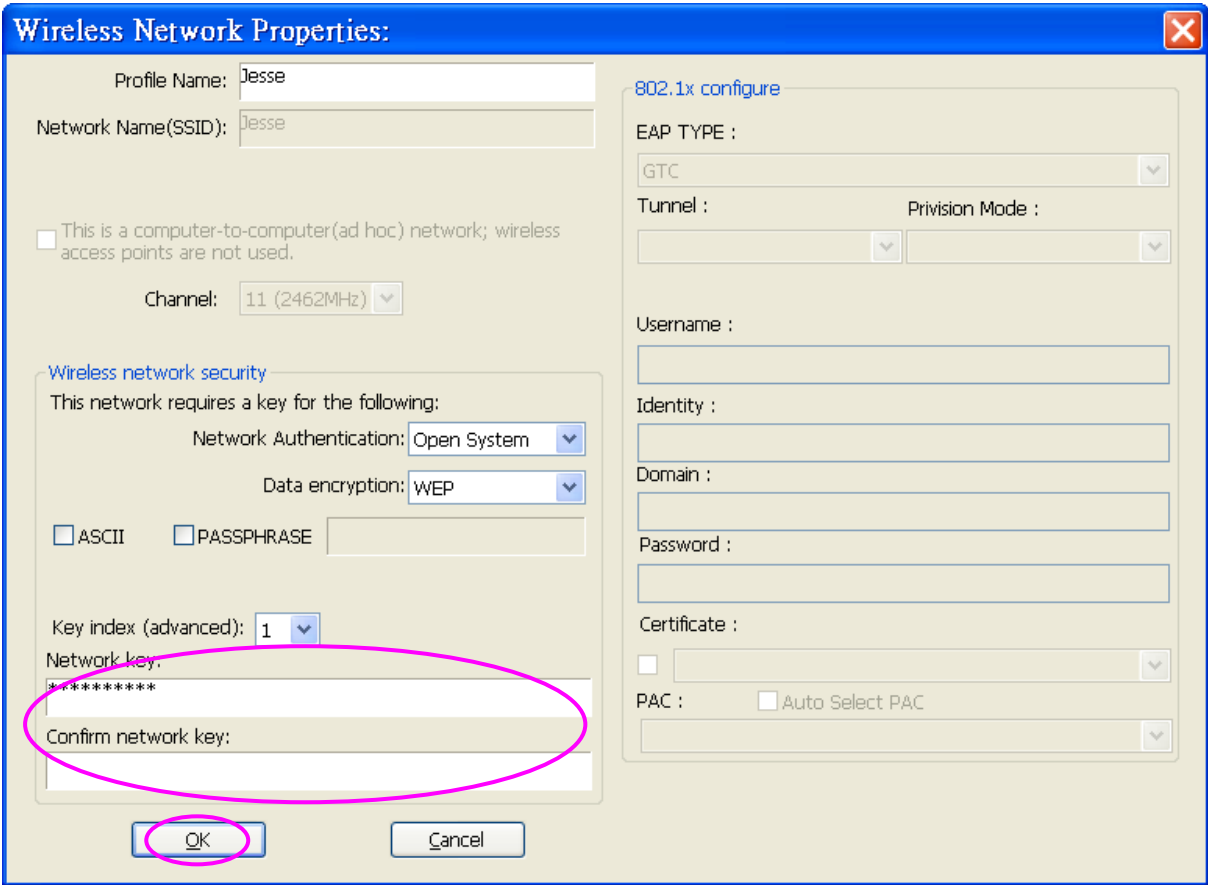 Wireless Network Properties:
Profile Name: Jesse
Network Name(SSID): Jesse
This is a computer-to-computer(ad hoc) network; wireless
access points are not used.
Channel: 11 (2462MHz)
Wireless network security
This network requires a key for the following:
Network Authentication: Open System
Data encryption: WEP
ASCII PASSPHRASE
Key index (advanced): 1
Network key:
**********
Confirm network key:
OK Cancel
802.1x configure
EAP TYPE :
GTC
Tunnel : Privision Mode :
Username :
Identity :
Domain :
Password :
Certificate :
PAC : Auto Select PAC